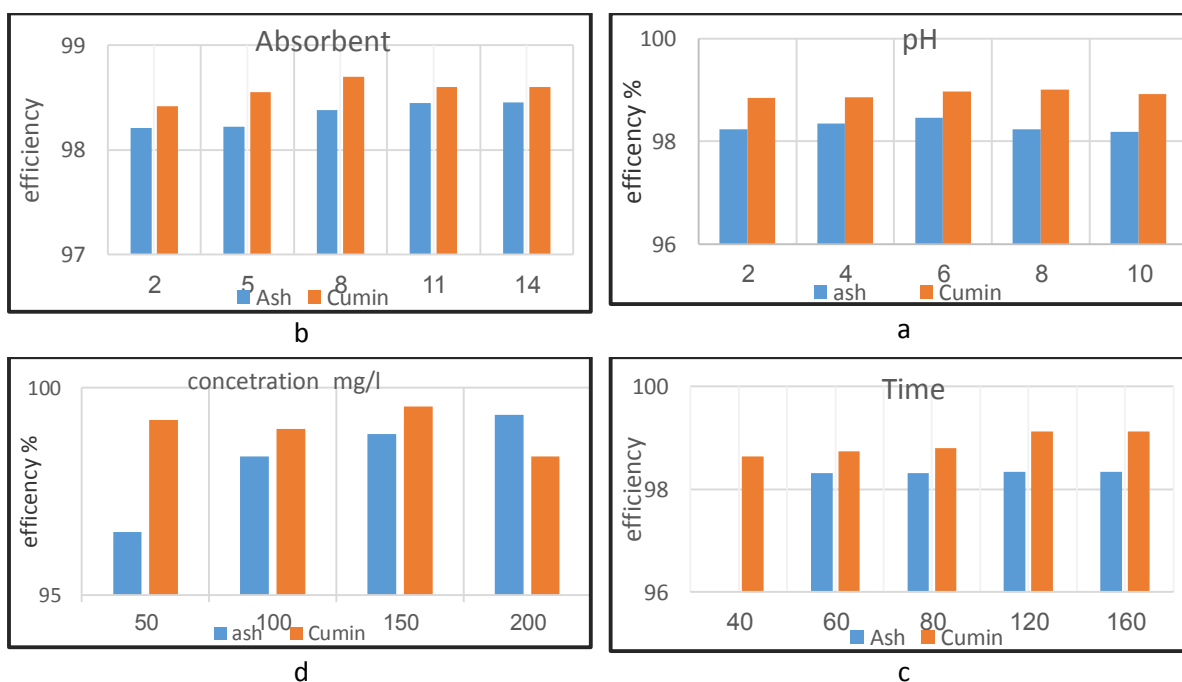 Absorbent
efficiency
99
98
97
2 5 8 11 14
Ash Cumin
b
pH
efficency %
100
98
96
2 4 6 8 10
ash Cumin
a
concetration mg/l
efficency %
100
95
50 100 150 200
ash Cumin
d
Time
efficiency
100
98
96
40 60 80 120 160
Ash Cumin
c